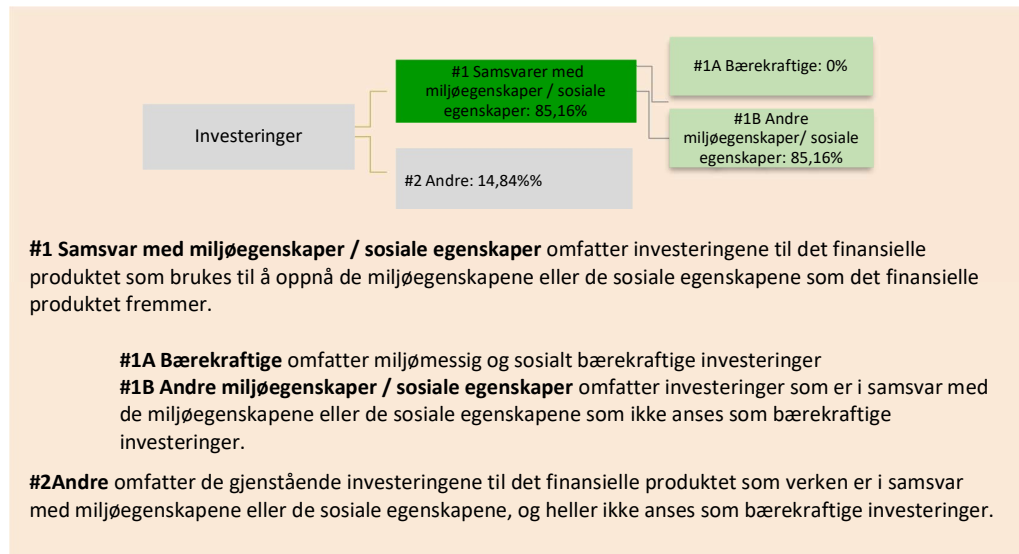 Investeringer
#1 Samsvarer med
miljøegenskaper / sosiale
egenskaper: 85,16%
#2 Andre: 14,84%%
#1A Bærekraftige: 0%
#1B Andre
miljøegenskaper/ sosiale
egenskaper: 85,16%
#1 Samsvar med miljøegenskaper / sosiale egenskaper omfatter investeringene til det finansielle
produktet som brukes til å oppnå de miljøegenskapene eller de sosiale egenskapene som det finansielle
produktet fremmer.
#1A Bærekraftige omfatter miljømessig og sosialt bærekraftige investeringer
#1B Andre miljøegenskaper / sosiale egenskaper omfatter investeringer som er i samsvar med
de miljøegenskapene eller de sosiale egenskapene som ikke anses som bærekraftige
investeringer.
#2Andre omfatter de gjenstående investeringene til det finansielle produktet som verken er i samsvar
med miljøegenskapene eller de sosiale egenskapene, og heller ikke anses som bærekraftige investeringer.